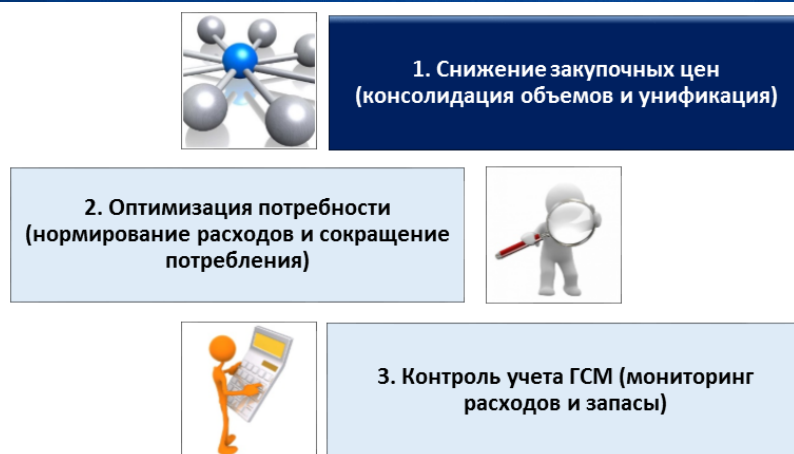 1. Снижение закупочных цен
(консолидация объемов и унификация)
2. Оптимизация потребности
(нормирование расходов и сокращение
потребления)
3. Контроль учета ГСМ (мониторинг
расходов и запасы)